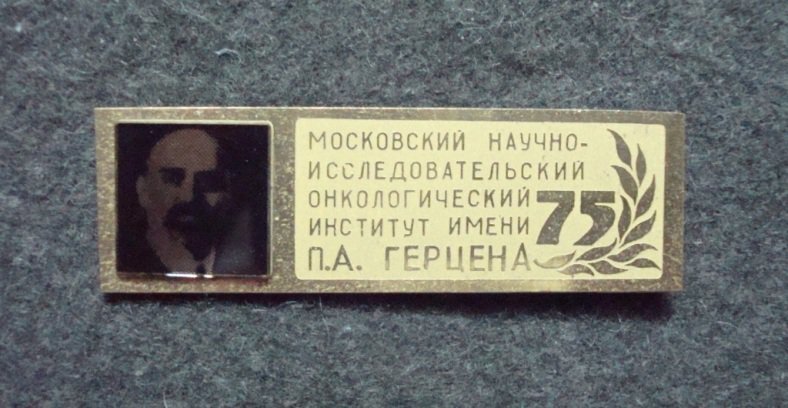 МОСКОВСКИЙ НАУЧНО-
ИССЛЕДОВАТЕЛЬСКИЙ
ОНКОЛОГИЧЕСКИЙ
ИНСТИТУТ ИМЕНИ
П.А. ГЕРЦЕНА
75